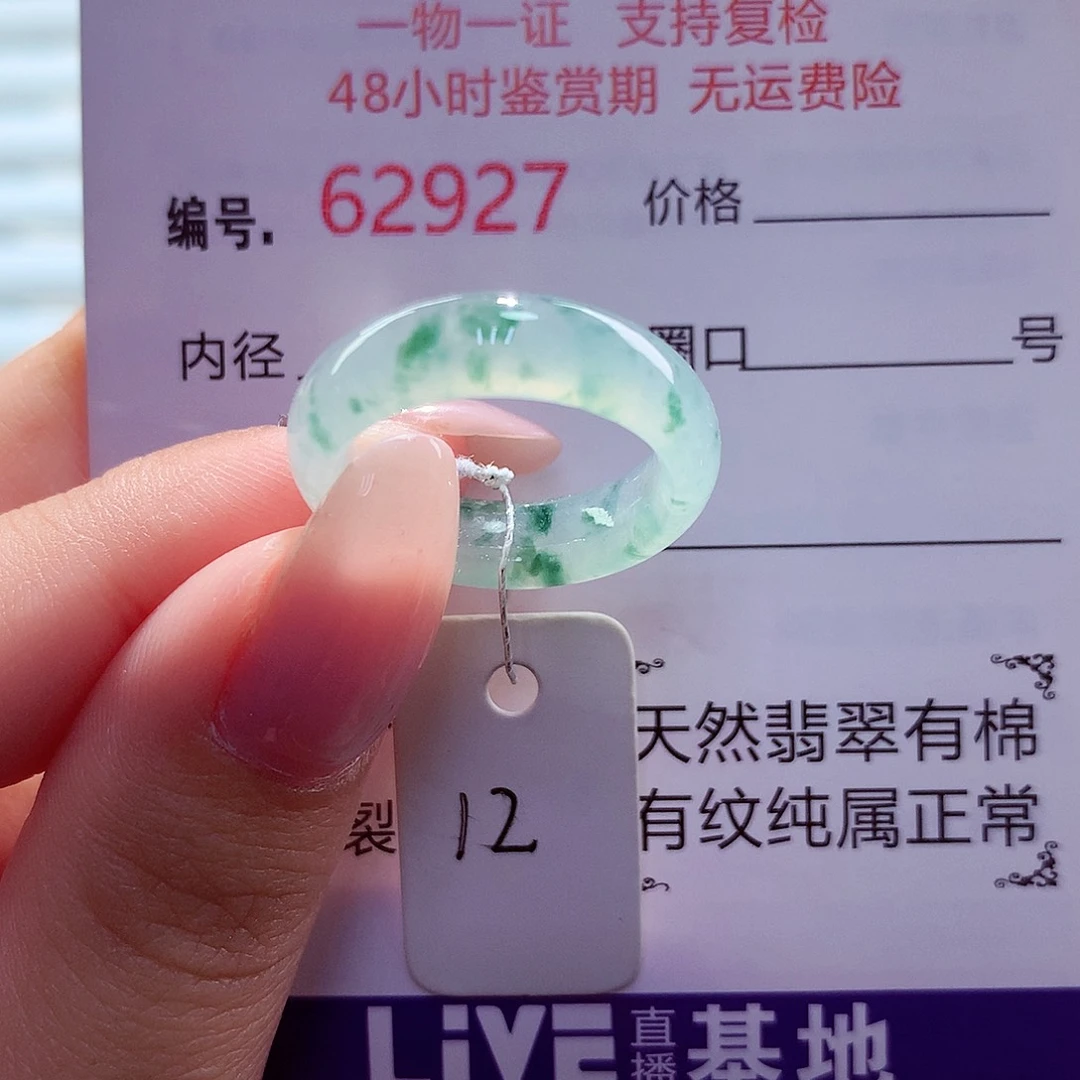 一物一证 支持复检
48小时鉴赏期 无运费险
编号. 62927 价格
内径 圈口 号
天然翡翠有棉
裂 有纹纯属正常
12
LiVE 直播 基地